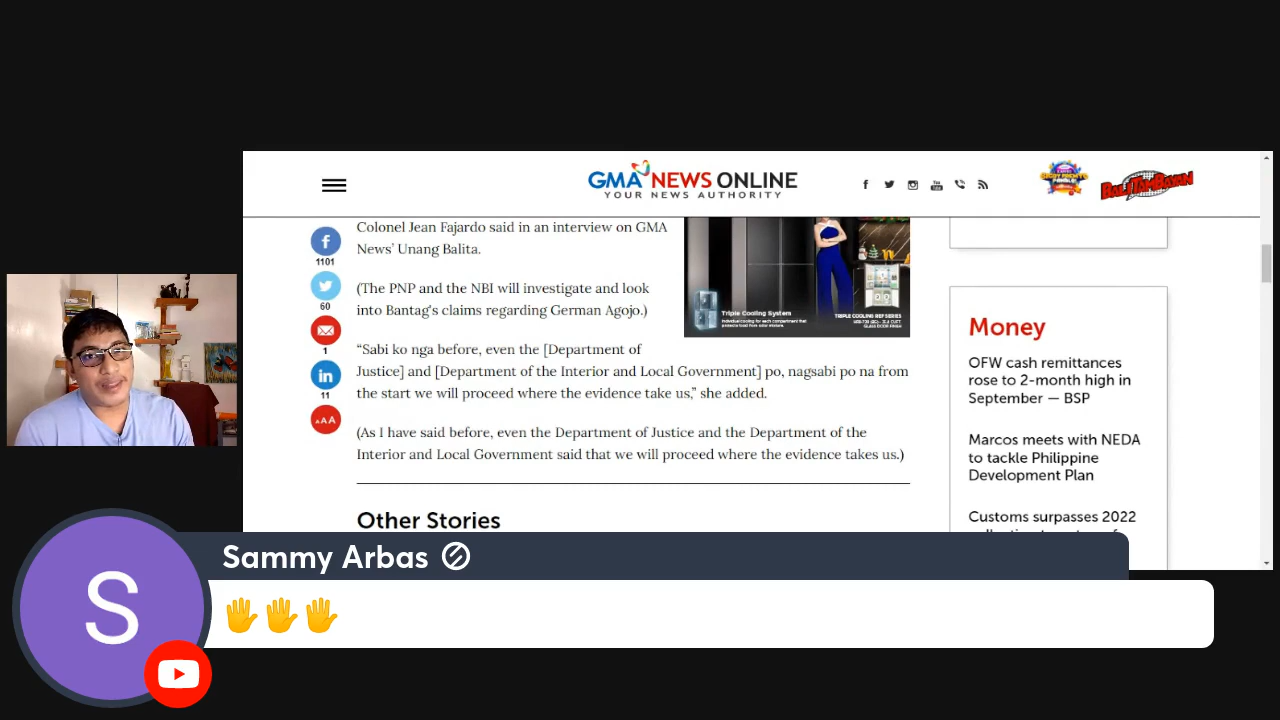 GMA NEWS ONLINE
YOUR NEWS AUTHORITY
BALITAMBAYAN
1101
60
1
11
AAA
Colonel Jean Fajardo said in an interview on GMA
News’ Unang Balita.
(The PNP and the NBI will investigate and look
into Bantag's claims regarding German Agojo.)
“Sabi ko nga before, even the [Department of
Justice] and [Department of the Interior and Local Government] po, nagsabi po na from
the start we will proceed where the evidence take us,” she added.
(As I have said before, even the Department of Justice and the Department of the
Interior and Local Government said that we will proceed where the evidence takes us.)
Other Stories
Triple Cooling System
TRIPLE COOLING REF SERIES
Money
OFW cash remittances
rose to 2-month high in
September — BSP
Marcos meets with NEDA
to tackle Philippine
Development Plan
Customs surpasses 2022
Sammy Arbas
S
🖐🖐🖐